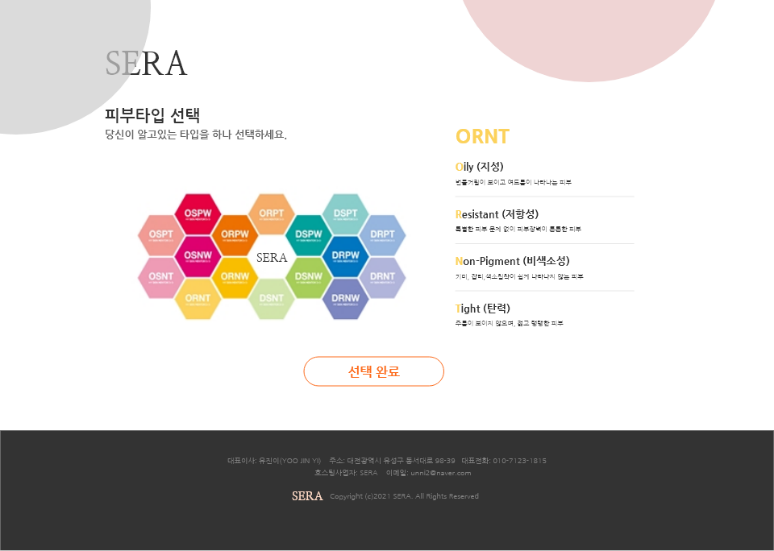 SERA
피부타입 선택
당신이 알고있는 타입을 하나 선택하세요.
ORNT
Oily (지성)
번들거림이 보이고 여드름이 나타나는 피부
Resistant (저항성)
특별한 피부 문제 없이 피부장벽이 튼튼한 피부
Non-Pigment (비색소성)
기미, 잡티, 색소침착이 쉽게 나타나지 않는 피부
Tight (탄력)
주름이 보이지 않으며, 젊고 탱탱한 피부
OSPW ORPT DSPT
OSPT ORPW DSPW DRPT
OSNW SERA DRPW
OSNT ORNW DSNW DRNT
ORNT DSNT DRNW
선택 완료
대표이사: 유진이(YOO JIN YI) 주소: 대전광역시 유성구 동서대로 98-39 대표전화: 010-7123-1815
호스팅사업자: SERA 이메일: unni2@naver.com
SERA Copyright (c)2021 SERA. All Rights Reserved